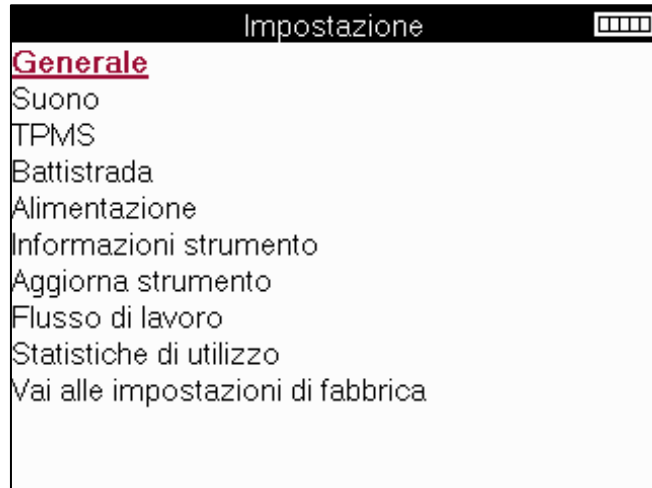 Impostazione
Generale
Suono
TPMS
Battistrada
Alimentazione
Informazioni strumento
Aggiorna strumento
Flusso di lavoro
Statistiche di utilizzo
Vai alle impostazioni di fabbrica